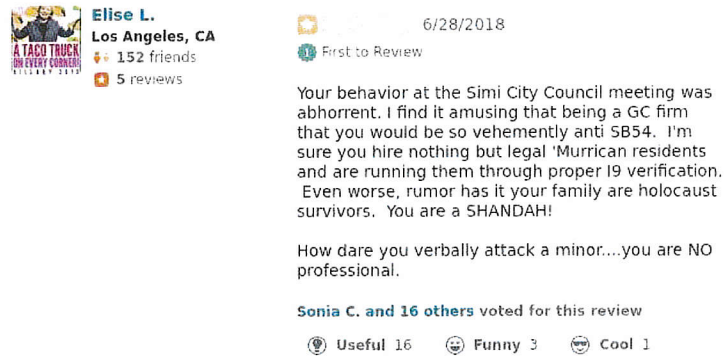 Elise L.
Los Angeles, CA
152 friends
5 reviews
A TACO TRUCK
ON EVERY CORNER
6/28/2018
1 First to Review
Your behavior at the Simi City Council meeting was
abhorrent. I find it amusing that being a GC firm
that you would be so vehemently anti SB54. I'm
sure you hire nothing but legal 'Murrican residents
and are running them through proper I9 verification.
Even worse, rumor has it your family are holocaust
survivors. You are a SHANDAH!
How dare you verbally attack a minor....you are NO
professional.
Sonia C. and 16 others voted for this review
Useful 16 Funny 3 Cool 1